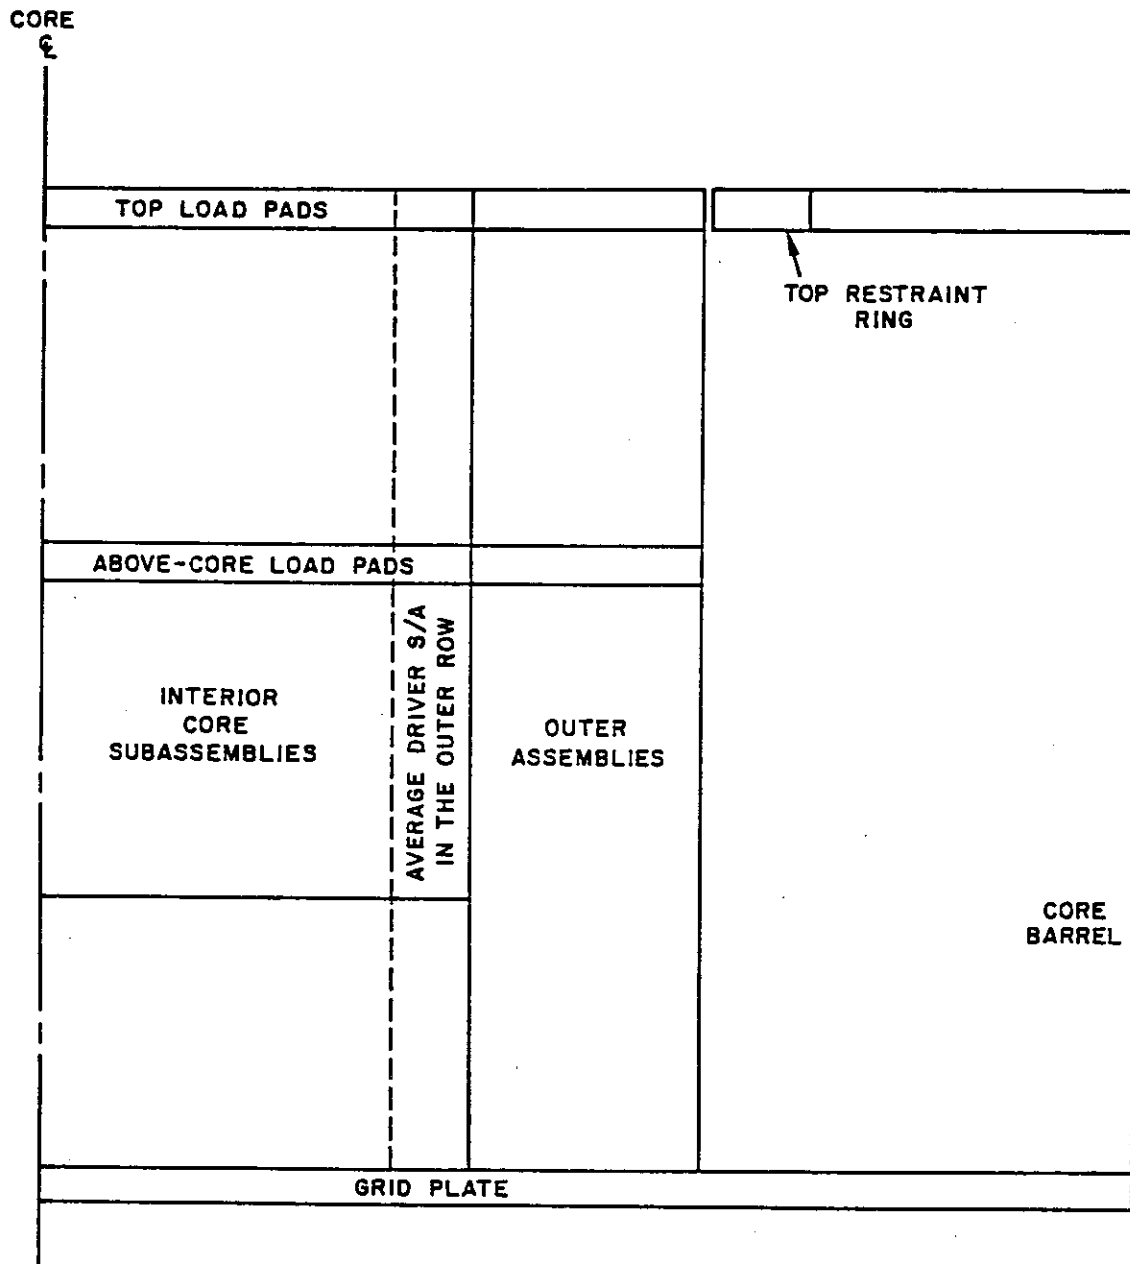 CORE
℄
TOP LOAD PADS
TOP RESTRAINT
RING
ABOVE-CORE LOAD PADS
INTERIOR
CORE
SUBASSEMBLIES
AVERAGE DRIVER S/A
IN THE OUTER ROW
OUTER
ASSEMBLIES
CORE
BARREL
GRID PLATE